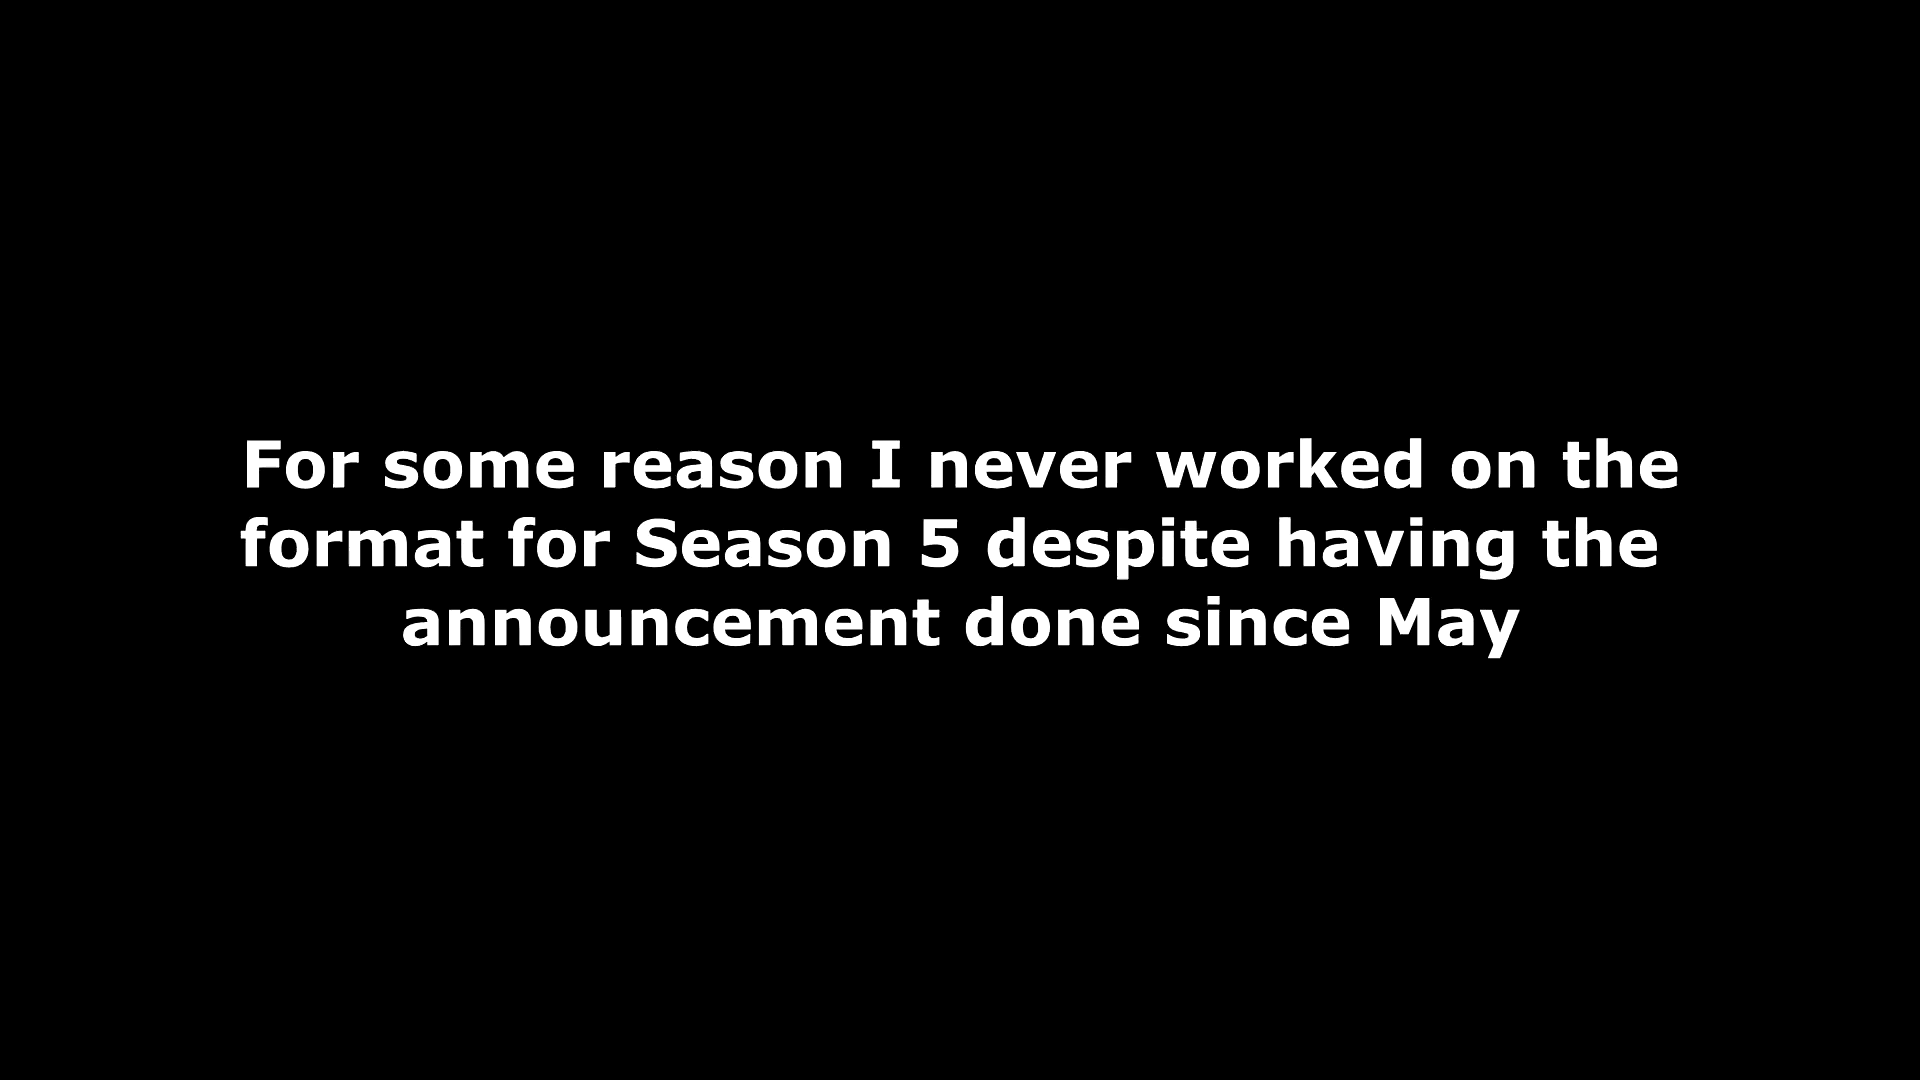 For some reason I never worked on the
format for Season 5 despite having the
announcement done since May